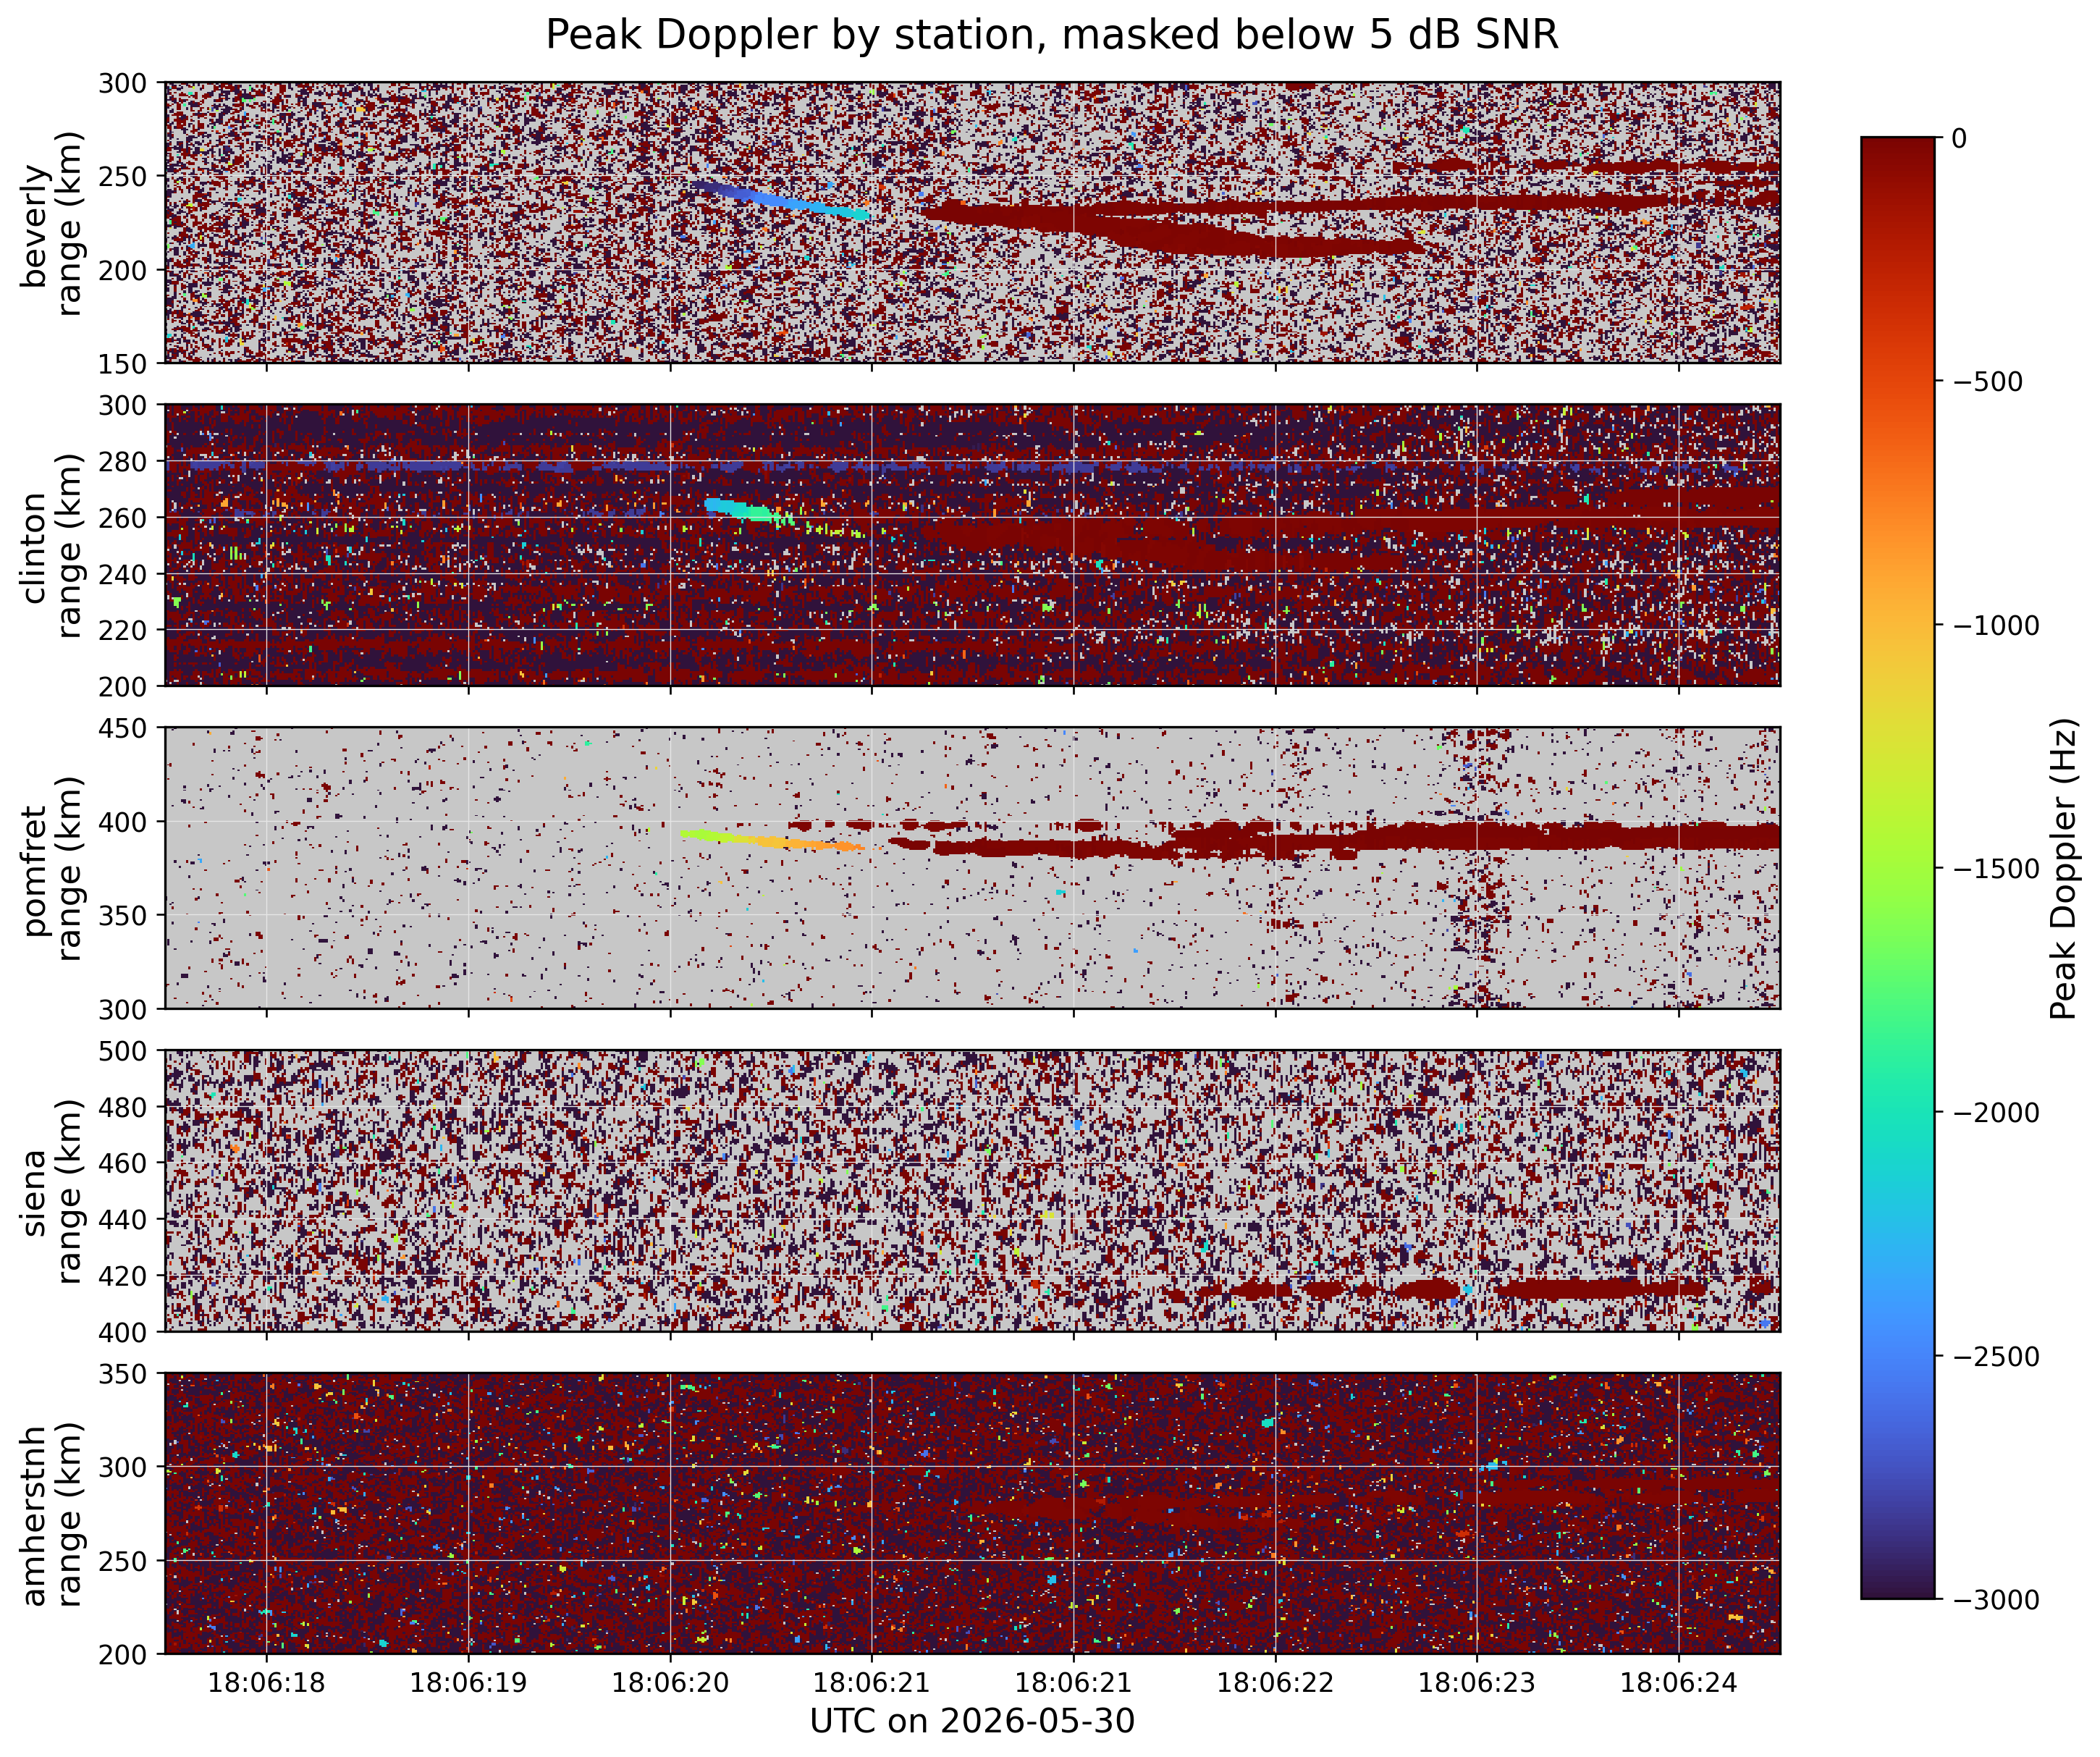 Peak Doppler by station, masked below 5 dB SNR
beverly
range (km)
300
250
200
150
clinton
range (km)
300
280
260
240
220
200
pomfret
range (km)
450
400
350
300
siena
range (km)
500
480
460
440
420
400
amherstnh
range (km)
350
300
250
200
18:06:18 18:06:19 18:06:20 18:06:21 18:06:21 18:06:22 18:06:23 18:06:24
UTC on 2026-05-30
0
−500
−1000
−1500
−2000
−2500
−3000
Peak Doppler (Hz)